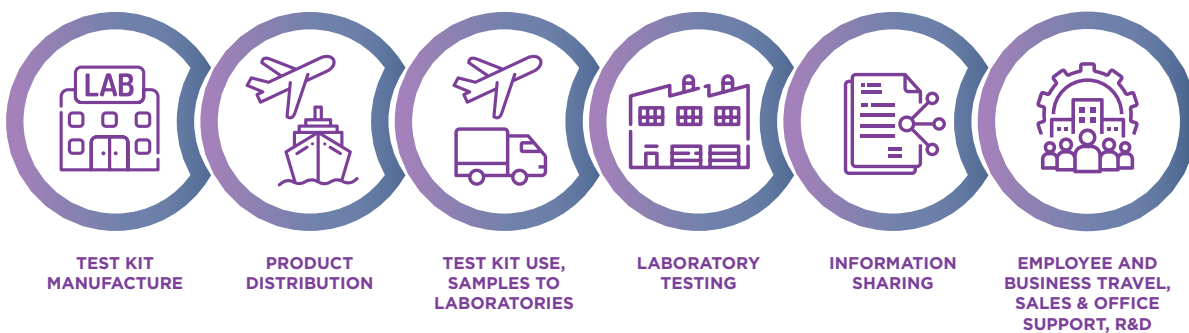 LAB
TEST KIT
MANUFACTURE
PRODUCT
DISTRIBUTION
TEST KIT USE,
SAMPLES TO
LABORATORIES
LABORATORY
TESTING
INFORMATION
SHARING
EMPLOYEE AND
BUSINESS TRAVEL,
SALES & OFFICE
SUPPORT, R&D